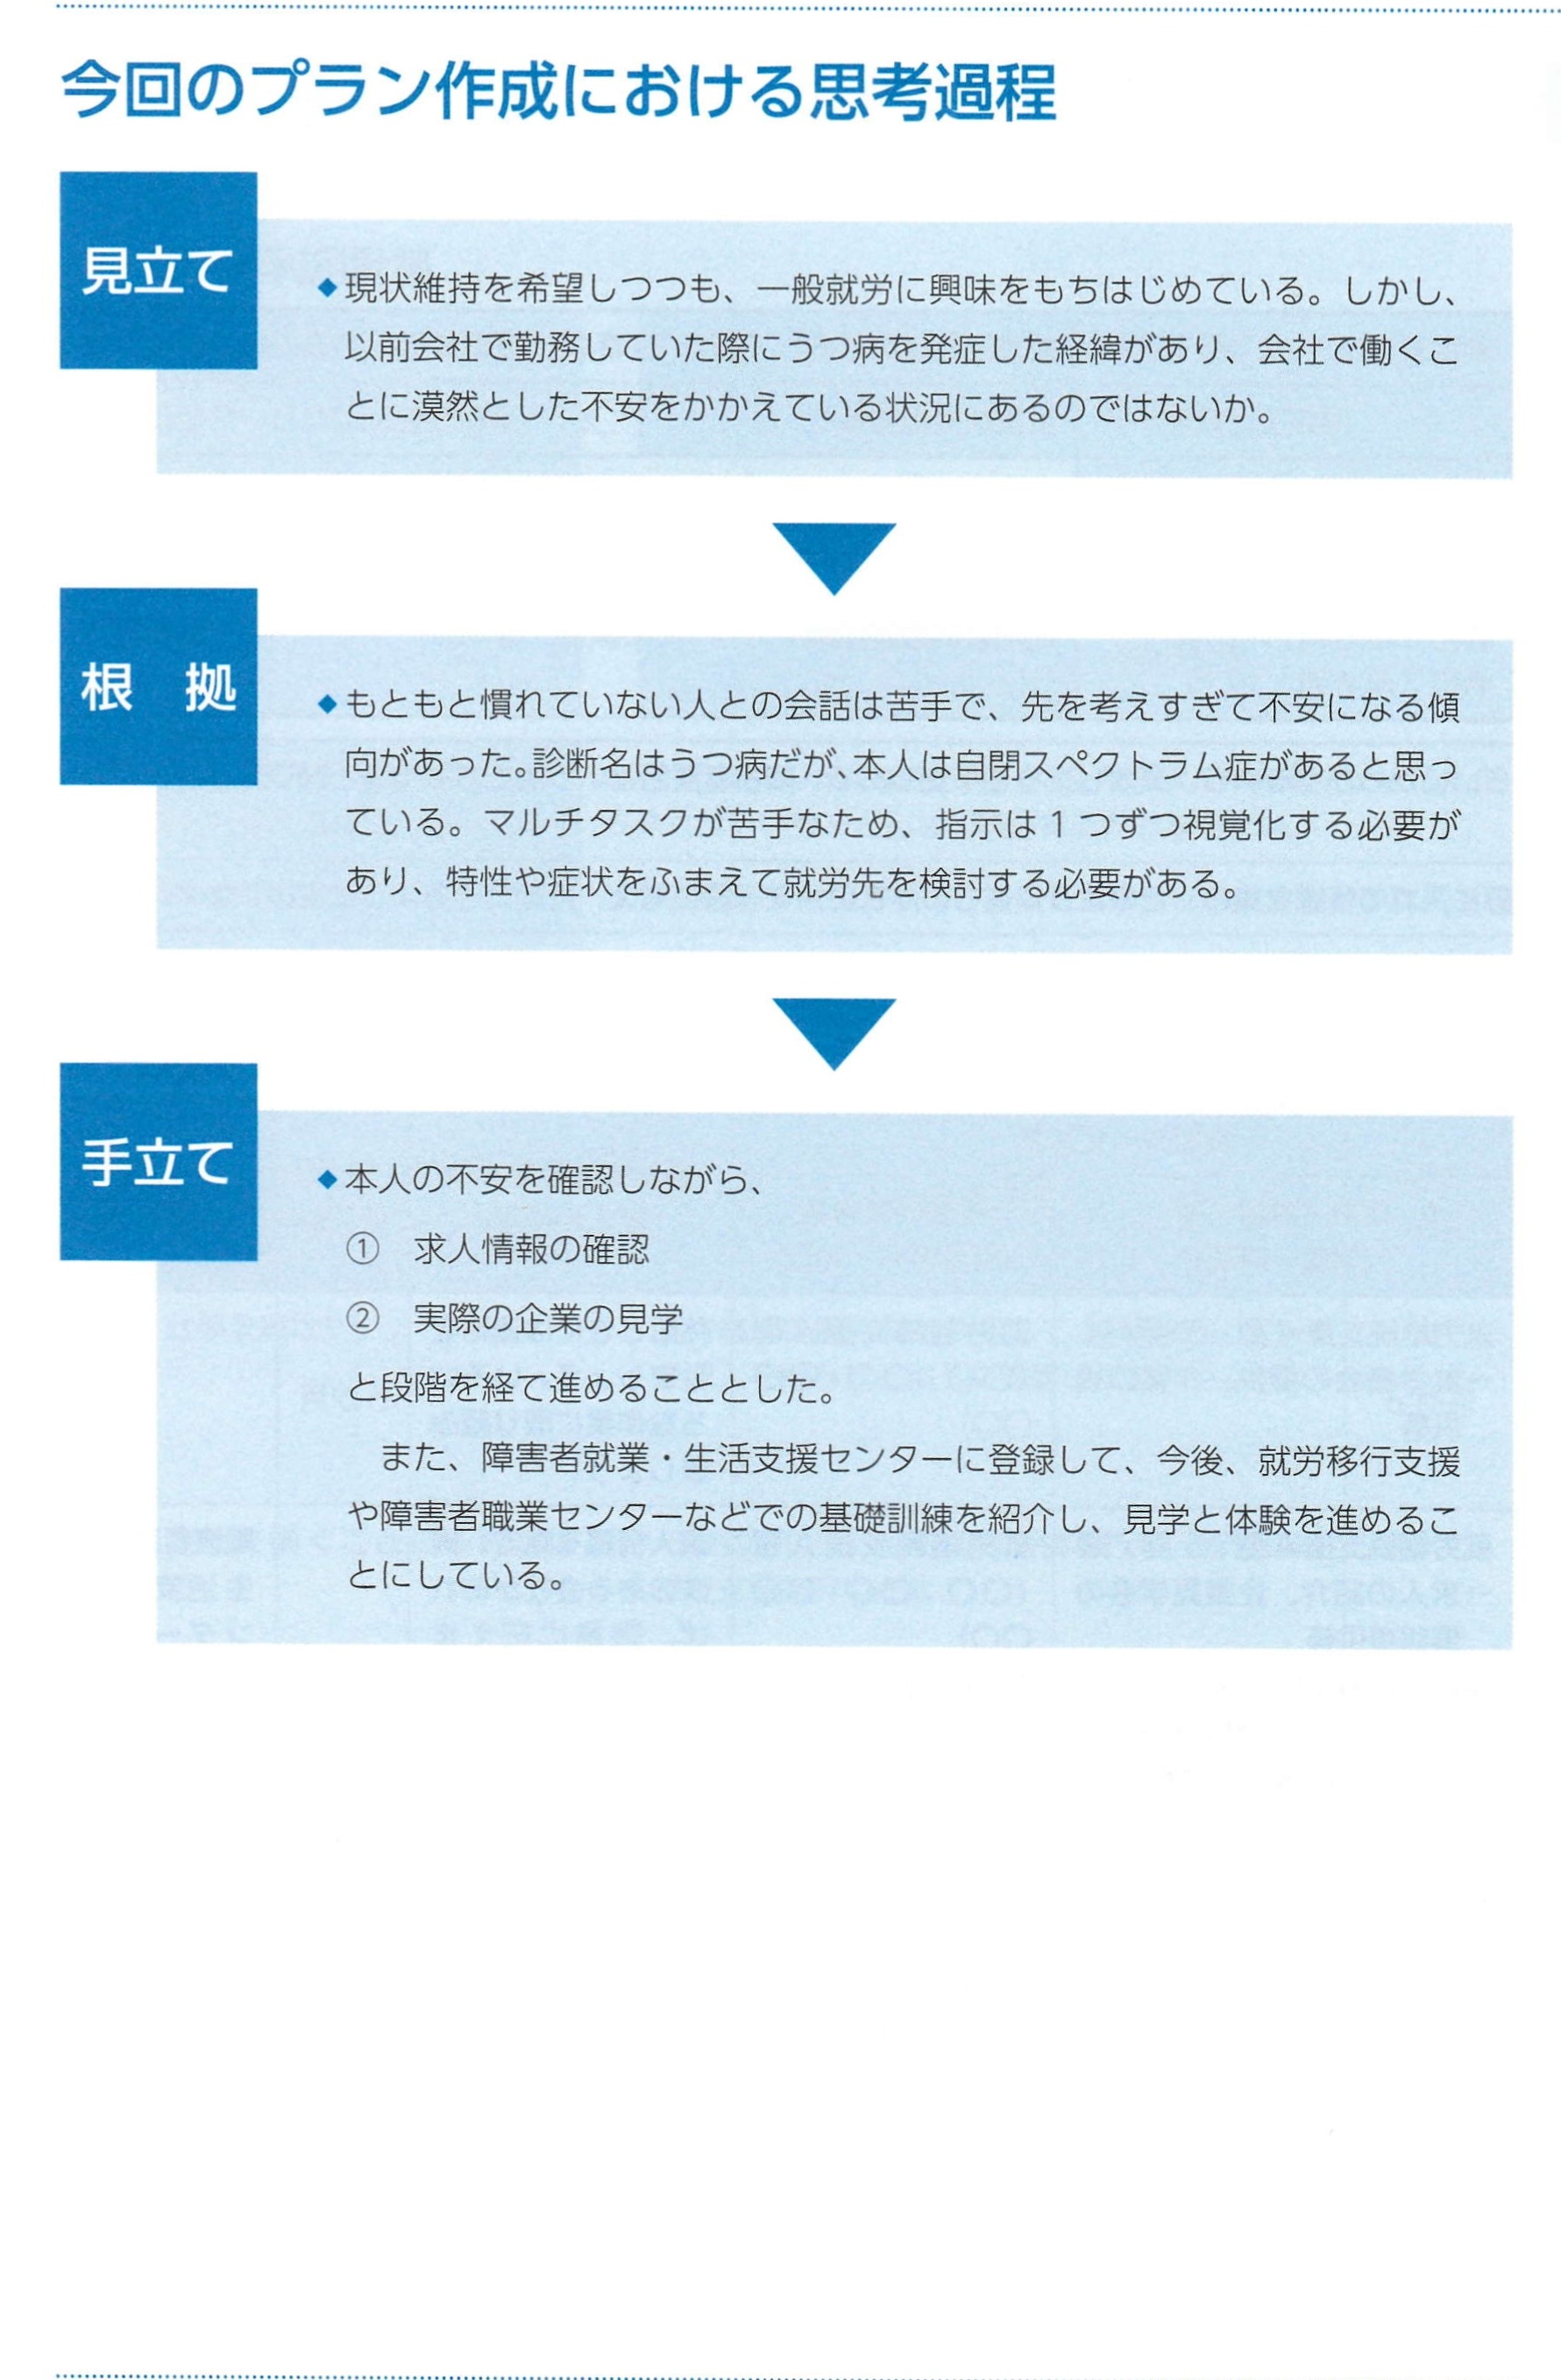 今回のプラン作成における思考過程
見立て
◆現状維持を希望しつつも、一般就労に興味をもちはじめている。しかし、
以前会社で勤務していた際にうつ病を発症した経緯があり、会社で働くこ
とに漠然とした不安をかかえている状況にあるのではないか。
根　拠
◆もともと慣れていない人との会話は苦手で、先を考えすぎて不安になる傾
向があった。診断名はうつ病だが、本人は自閉スペクトラム症があると思っ
ている。マルチタスクが苦手なため、指示は1つずつ視覚化する必要が
あり、特性や症状をふまえて就労先を検討する必要がある。
手立て
◆本人の不安を確認しながら、
①　求人情報の確認
②　実際の企業の見学
と段階を経て進めることとした。
　また、障害者就業・生活支援センターに登録して、今後、就労移行支援
や障害者職業センターなどでの基礎訓練を紹介し、見学と体験を進めるこ
とにしている。